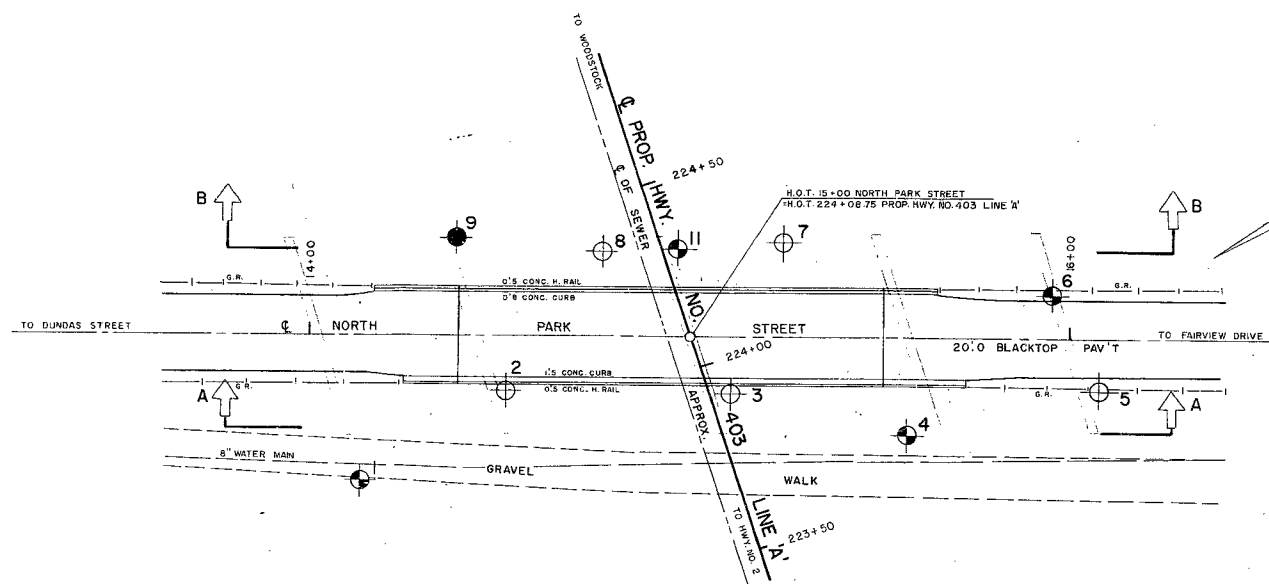 TO WOODSTOCK
℄ PROP. HWY. NO. 403 LINE 'A'
℄ OF SEWER APPROX.
224+50
H.O.T. 15+00 NORTH PARK STREET
=H.O.T. 224+08.75 PROP. HWY. NO. 403 LINE 'A'
B
B
9
8
11
7
14+00
16+00
6
G.R.
0'.5 CONC. H. RAIL
0'.8 CONC. CURB
G.R.
TO DUNDAS STREET
℄ NORTH PARK STREET
TO FAIRVIEW DRIVE
20'.0 BLACKTOP PAV'T
224+00
A
G.R.
2
1'.5 CONC. CURB
0'.5 CONC. H. RAIL
3
G.R.
5
A
4
8" WATER MAIN
1
GRAVEL WALK
223+50
TO HWY. NO. 2